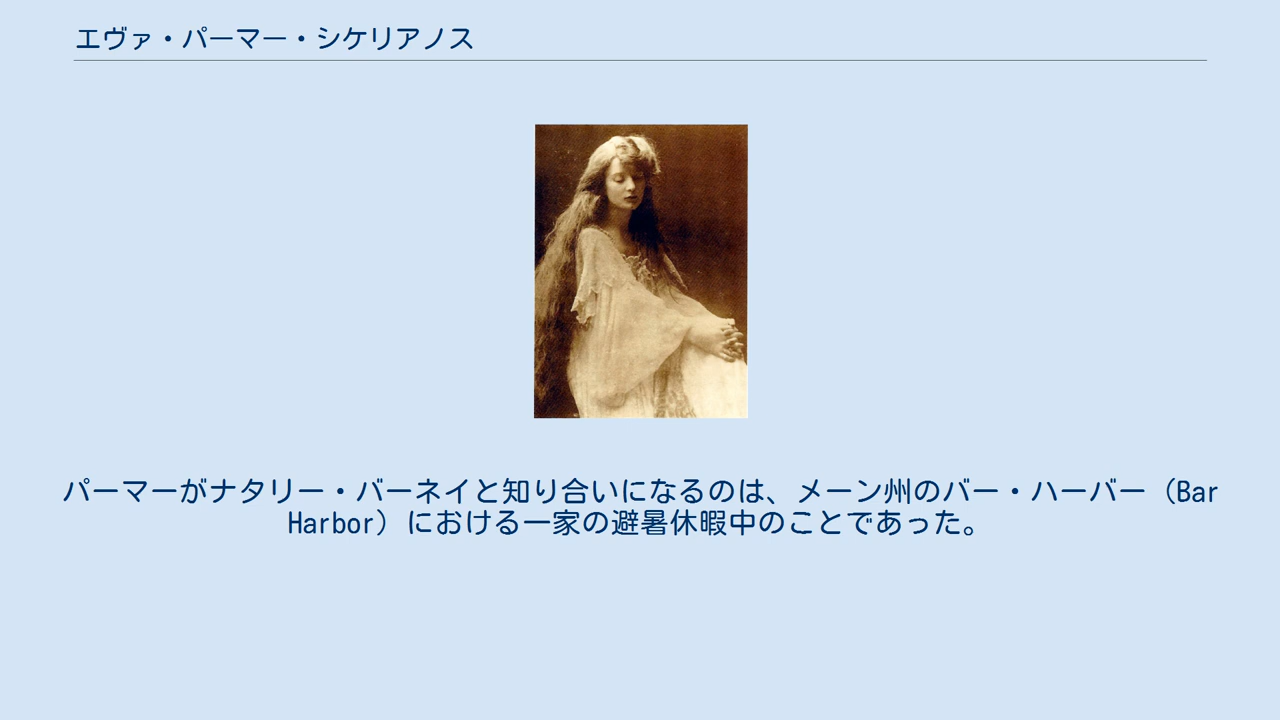 エヴァ・パーマー・シケリアノス
パーマーがナタリー・バーネイと知り合いになるのは、メーン州のバー・ハーバー（Bar
Harbor）における一家の避暑休暇中のことであった。